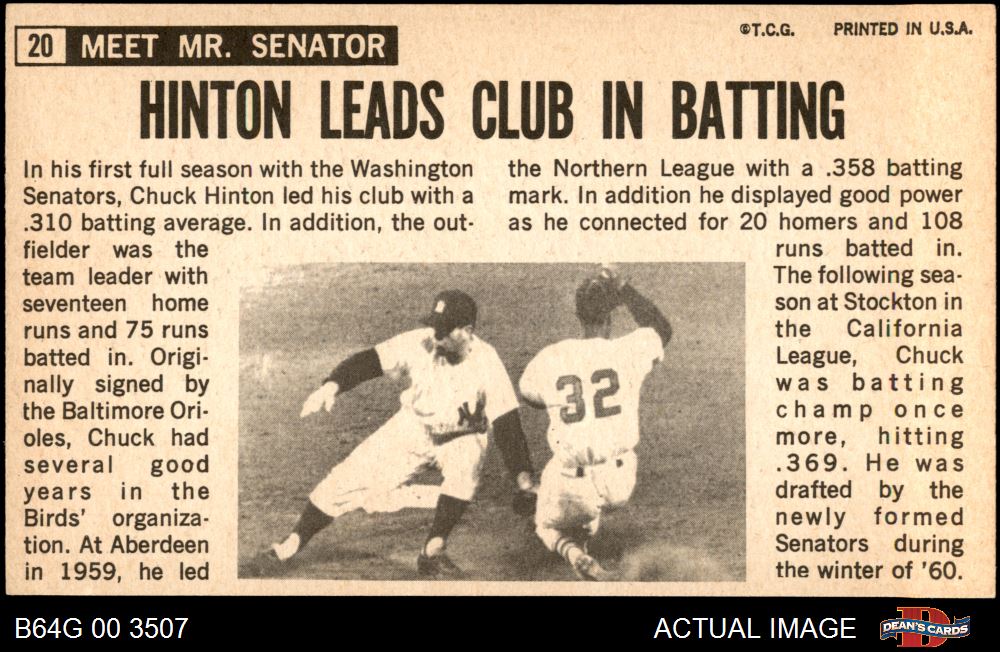 20 MEET MR. SENATOR
©T.C.G. PRINTED IN U.S.A.
HINTON LEADS CLUB IN BATTING
In his first full season with the Washington
Senators, Chuck Hinton led his club with a
.310 batting average. In addition, the out-
fielder was the
team leader with
seventeen home
runs and 75 runs
batted in. Origi-
nally signed by
the Baltimore Ori-
oles, Chuck had
several good
years in the
Birds' organiza-
tion. At Aberdeen
in 1959, he led
the Northern League with a .358 batting
mark. In addition he displayed good power
as he connected for 20 homers and 108
runs batted in.
The following sea-
son at Stockton in
the California
League, Chuck
was batting
champ once
more, hitting
.369. He was
drafted by the
newly formed
Senators during
the winter of '60.
NY
32
B64G 00 3507
ACTUAL IMAGE
D
DEAN'S CARDS